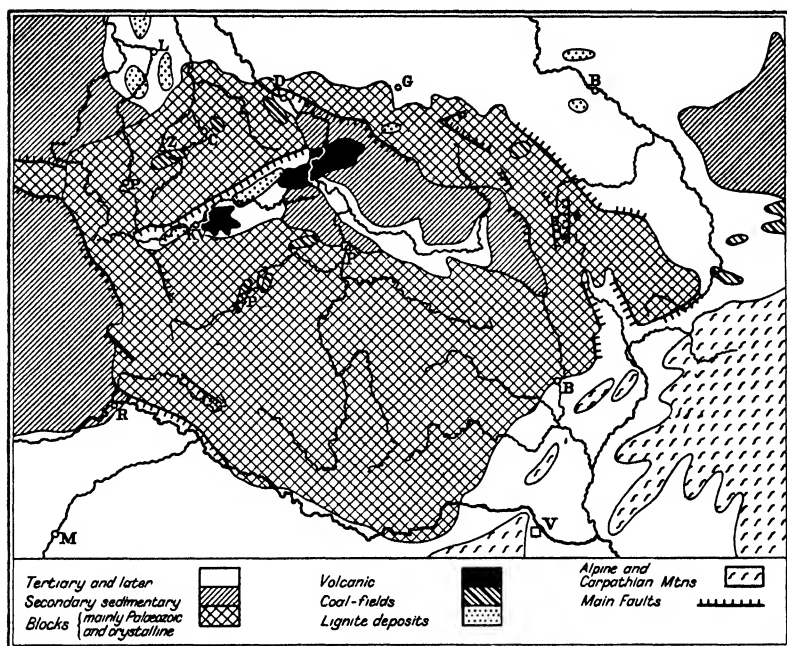 L
D
G
B
Z
C
P
K
P
P
B
R
M
V
Tertiary and later
Secondary sedimentary
Blocks { mainly Palaeozoic
and crystalline
Volcanic
Coal-fields
Lignite deposits
Alpine and
Carpathian Mtns
Main Faults